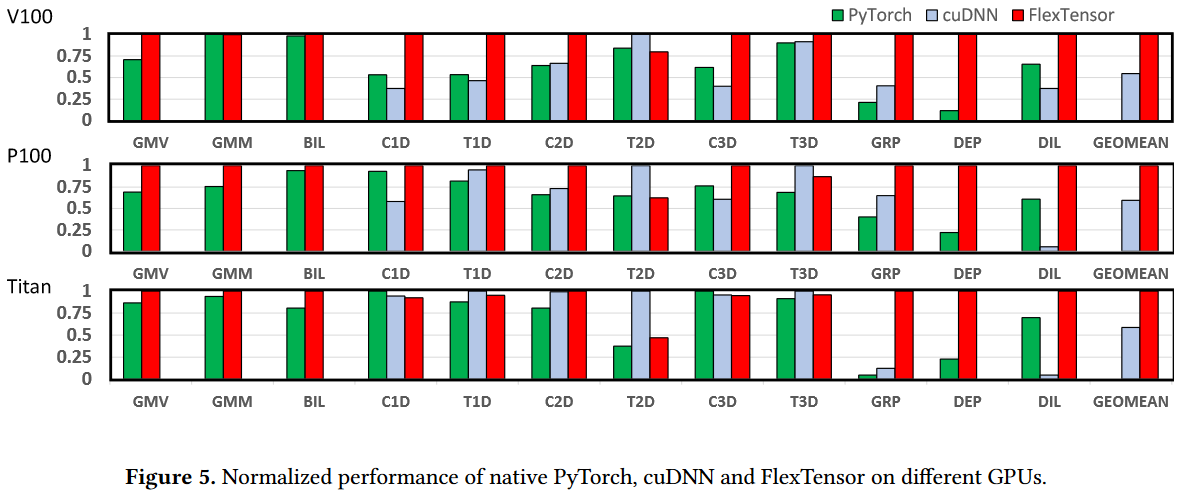 V100
PyTorch cuDNN FlexTensor
1
0.75
0.5
0.25
0
GMV GMM BIL C1D T1D C2D T2D C3D T3D GRP DEP DIL GEOMEAN
P100
1
0.75
0.5
0.25
0
GMV GMM BIL C1D T1D C2D T2D C3D T3D GRP DEP DIL GEOMEAN
Titan
1
0.75
0.5
0.25
0
GMV GMM BIL C1D T1D C2D T2D C3D T3D GRP DEP DIL GEOMEAN
Figure 5. Normalized performance of native PyTorch, cuDNN and FlexTensor on different GPUs.